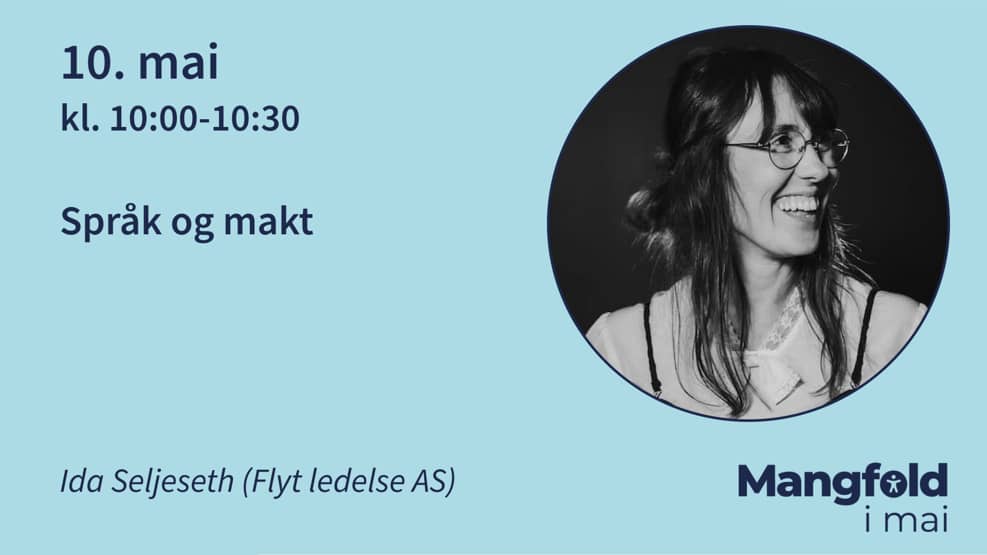 10. mai
kl. 10:00-10:30
Språk og makt
Ida Seljeseth (Flyt ledelse AS)
Mangfold
i mai